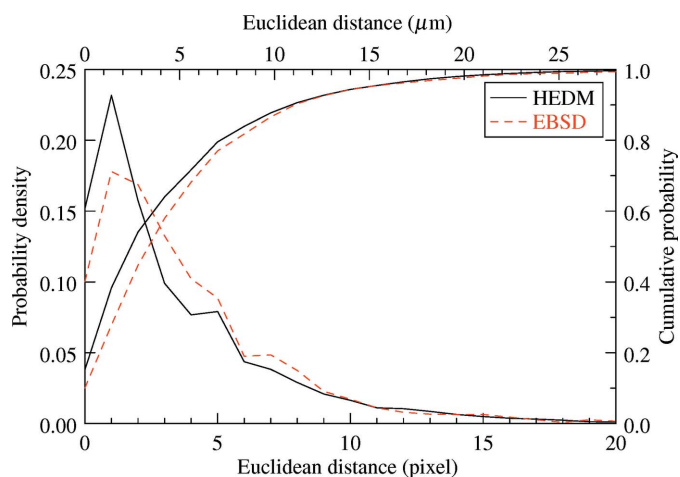 Euclidean distance (μm)
0 5 10 15 20 25
0.25 1.0
HEDM
EBSD
0.20 0.8
0.15 0.6
0.10 0.4
0.05 0.2
0.00 0.0
Probability density
Cumulative probability
0 5 10 15 20
Euclidean distance (pixel)